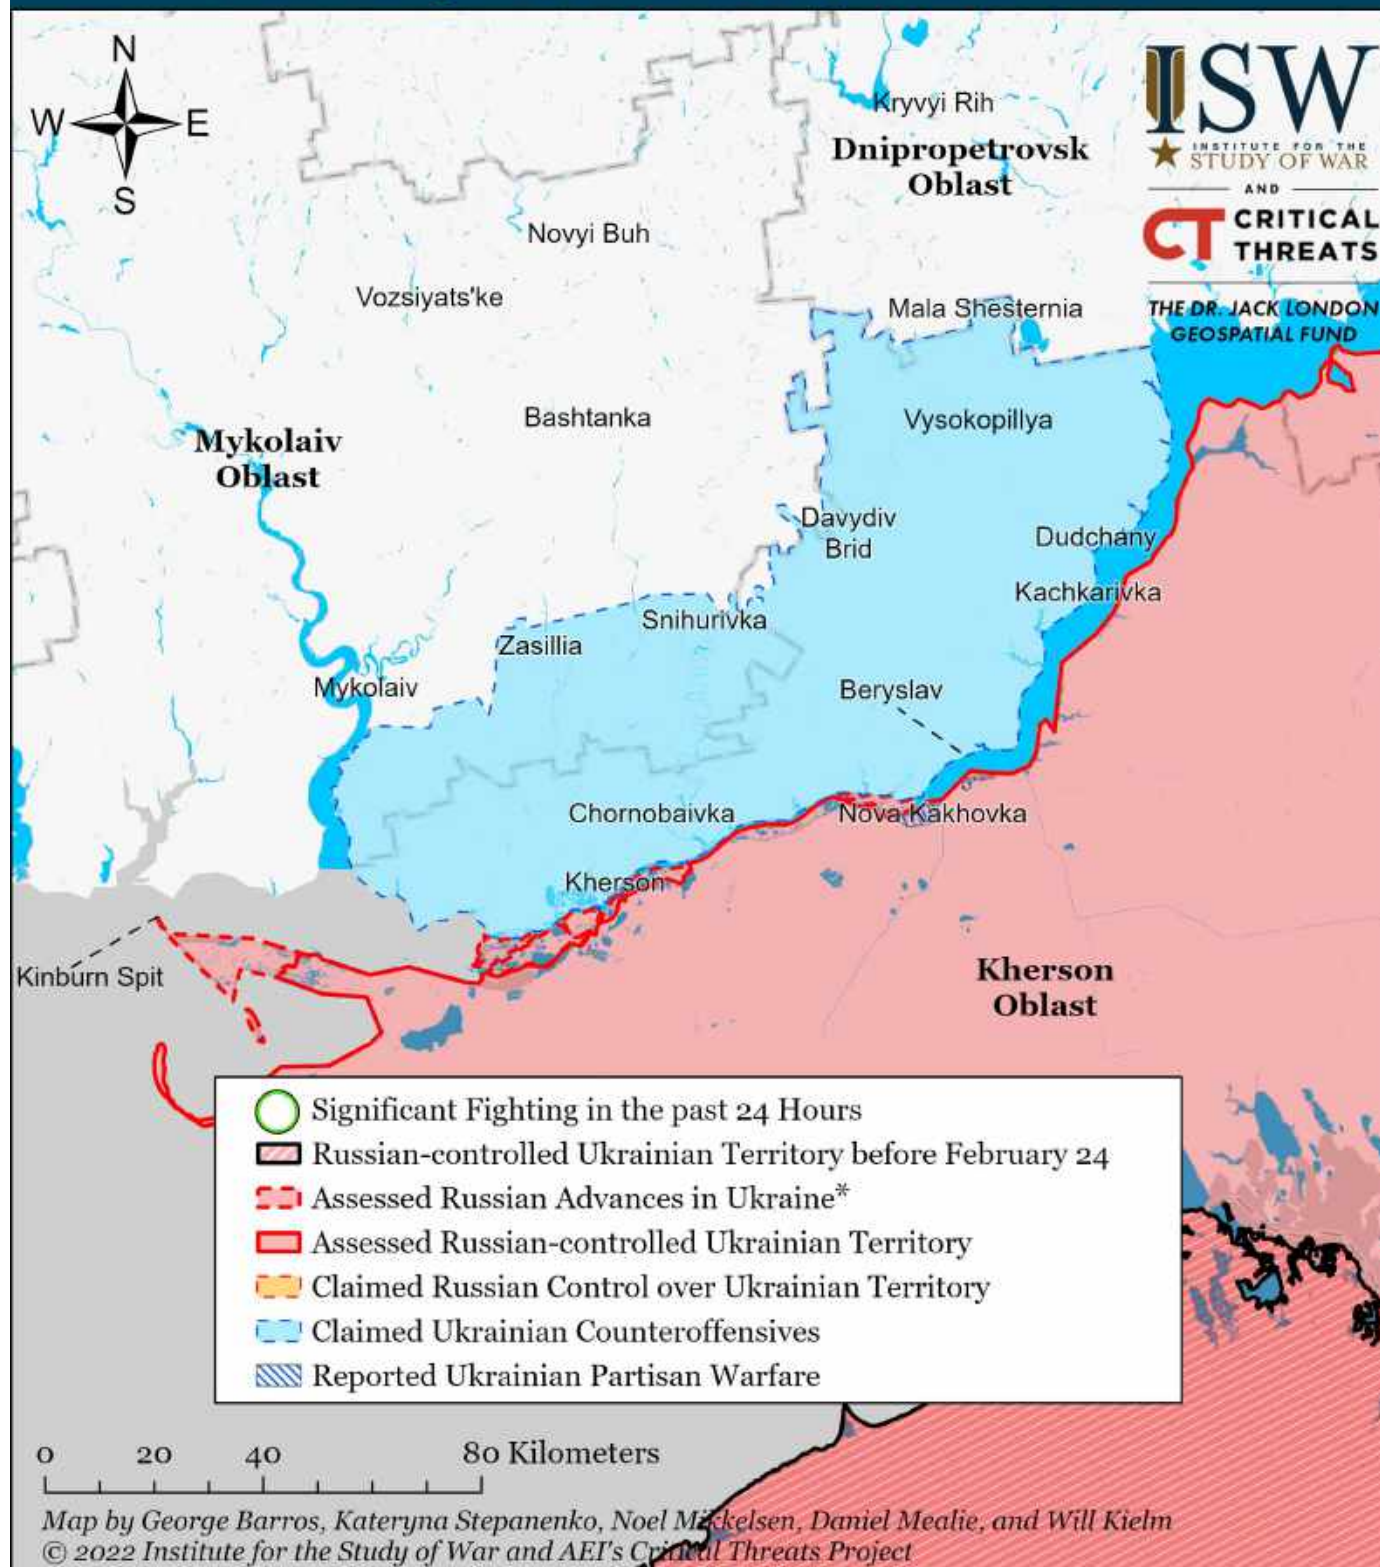 N
W
E
S
Kryvyi Rih
Dnipropetrovsk
Oblast
ISW
INSTITUTE FOR THE
STUDY OF WAR
AND
CT CRITICAL
THREATS
THE DR. JACK LONDON
GEOSPATIAL FUND
Novyi Buh
Vozsiyats'ke
Mala Shesternia
Bashtanka
Vysokopillya
Mykolaiv
Oblast
Davydiv
Brid
Dudchany
Kachkarivka
Snihurivka
Zasillia
Mykolaiv
Beryslav
Chornobaivka
Nova Kakhovka
Kherson
Kinburn Spit
Kherson
Oblast
Significant Fighting in the past 24 Hours
Russian-controlled Ukrainian Territory before February 24
Assessed Russian Advances in Ukraine*
Assessed Russian-controlled Ukrainian Territory
Claimed Russian Control over Ukrainian Territory
Claimed Ukrainian Counteroffensives
Reported Ukrainian Partisan Warfare
0 20 40 80 Kilometers
Map by George Barros, Kateryna Stepanenko, Noel Mikkelsen, Daniel Mealie, and Will Kielm
© 2022 Institute for the Study of War and AEI's Critical Threats Project